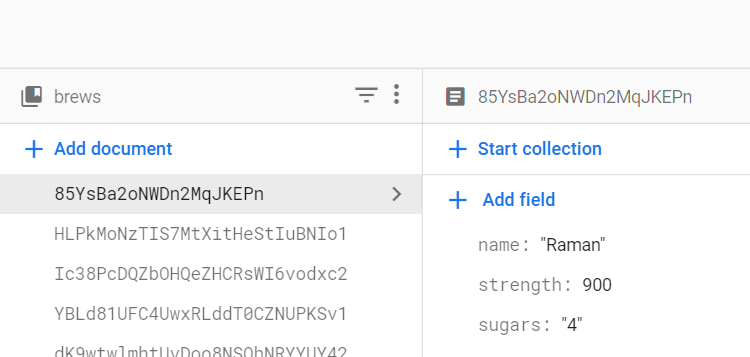 brews
Add document
85YsBa2oNWDn2MqJKEPn
HLPkMoNzTIS7MtXitHeStIuBNIo1
Ic38PcDQZbOHQeZHCRsWI6vodxc2
YBLd81UFC4UwxRLddT0CZNUPKSv1
85YsBa2oNWDn2MqJKEPn
Start collection
Add field
name: "Raman"
strength: 900
sugars: "4"